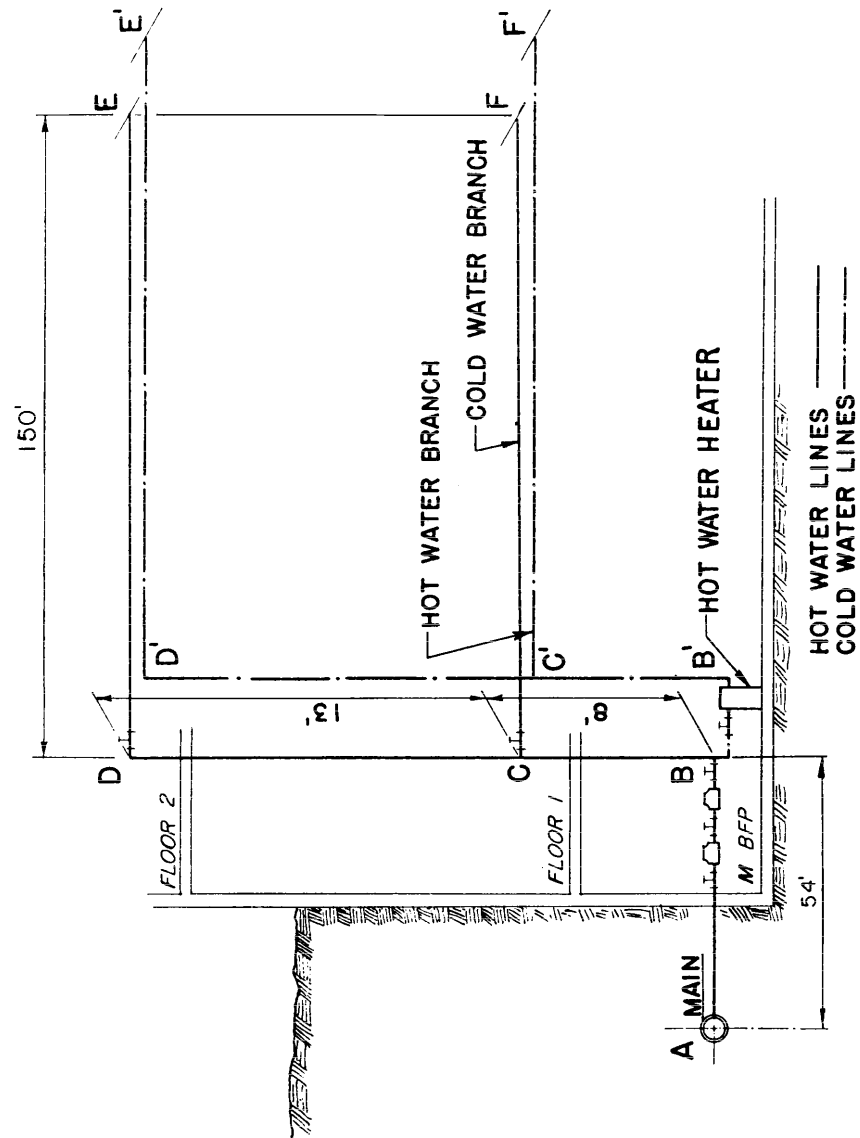 150'
E
E'
D
D'
FLOOR 2
13'
HOT WATER BRANCH
COLD WATER BRANCH
F
F'
C
C'
FLOOR 1
8'
HOT WATER HEATER
B
B'
M BFP
A
MAIN
54'
HOT WATER LINES
COLD WATER LINES